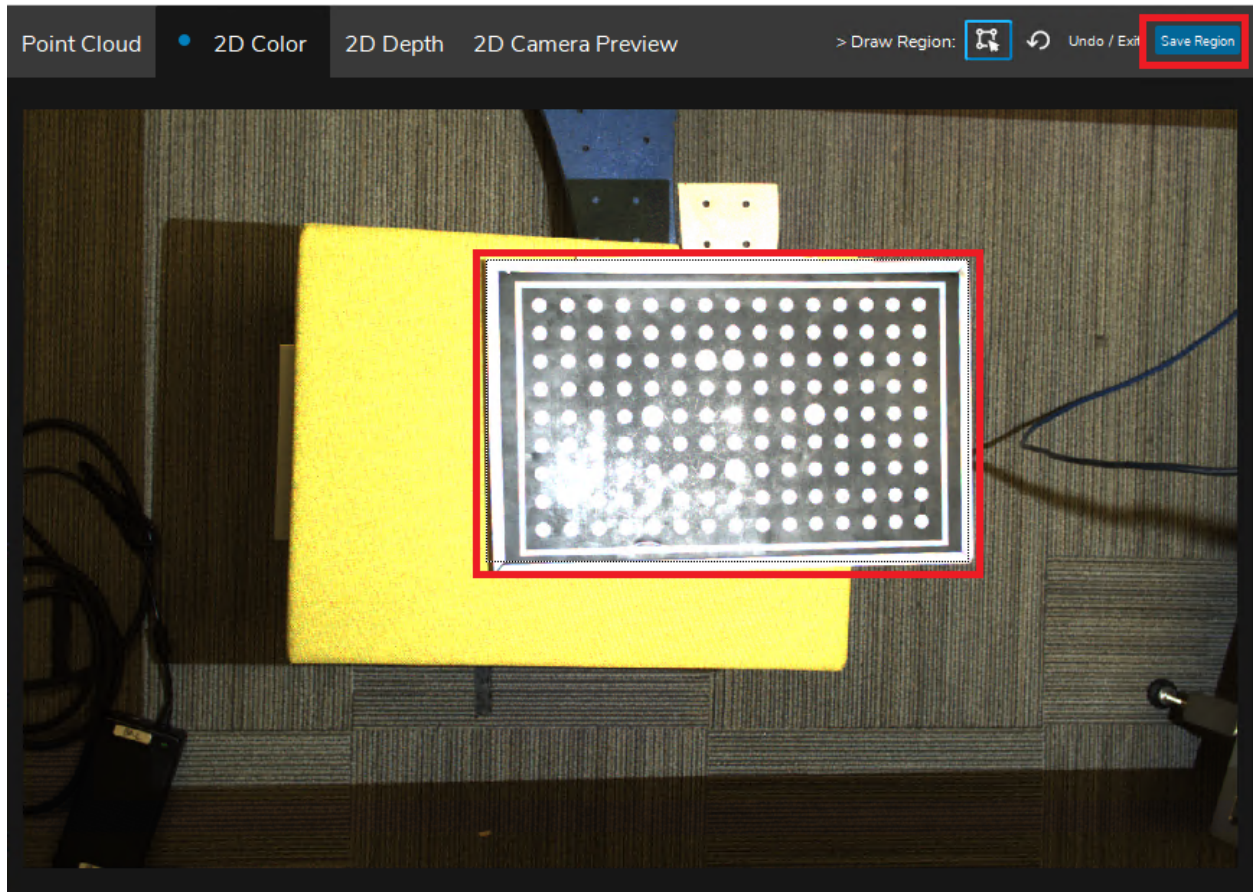 Point Cloud
2D Color
2D Depth
2D Camera Preview
> Draw Region:
Undo / Exit
Save Region